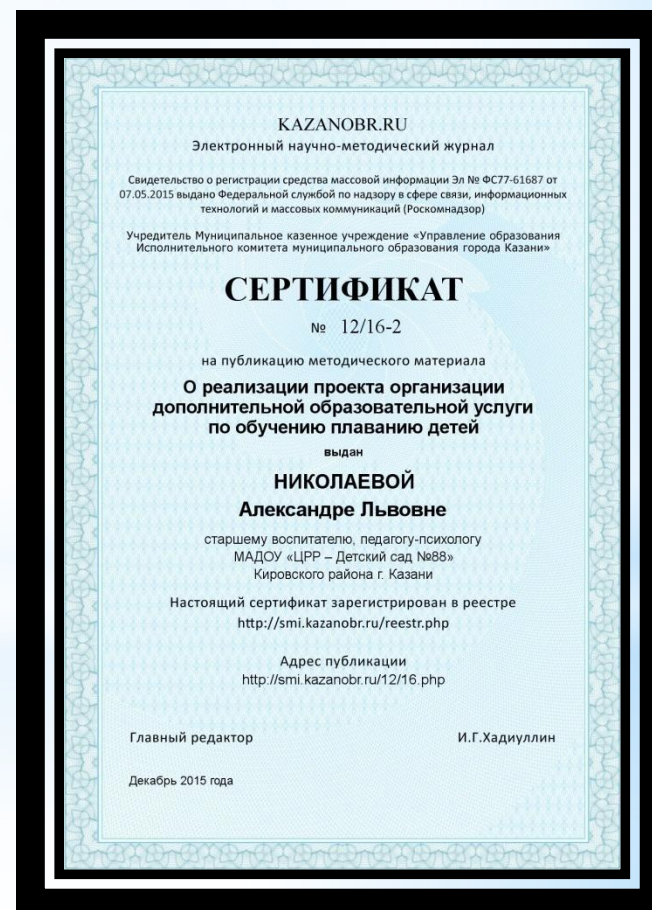 KAZANOBR.RU
Электронный научно-методический журнал
Свидетельство о регистрации средства массовой информации Эл № ФС77-61687 от
07.05.2015 выдано Федеральной службой по надзору в сфере связи, информационных
технологий и массовых коммуникаций (Роскомнадзор)
Учредитель Муниципальное казенное учреждение «Управление образования
Исполнительного комитета муниципального образования города Казани»
СЕРТИФИКАТ
№ 12/16-2
на публикацию методического материала
О реализации проекта организации
дополнительной образовательной услуги
по обучению плаванию детей
выдан
НИКОЛАЕВОЙ
Александре Львовне
старшему воспитателю, педагогу-психологу
МАДОУ «ЦРР – Детский сад №88»
Кировского района г. Казани
Настоящий сертификат зарегистрирован в реестре
http://smi.kazanobr.ru/reestr.php
Адрес публикации
http://smi.kazanobr.ru/12/16.php
Главный редактор И.Г.Хадиуллин
Декабрь 2015 года